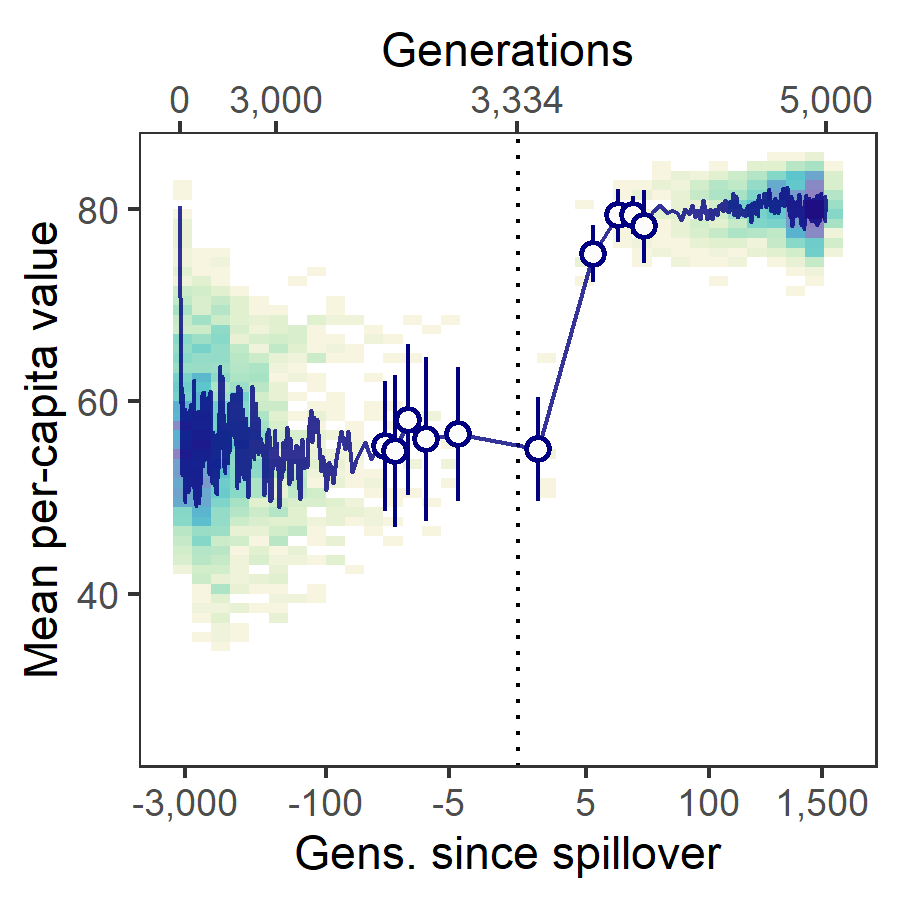 Generations
0 3,000 3,334 5,000
Mean per-capita value
80
60
40
-3,000 -100 -5 5 100 1,500
Gens. since spillover